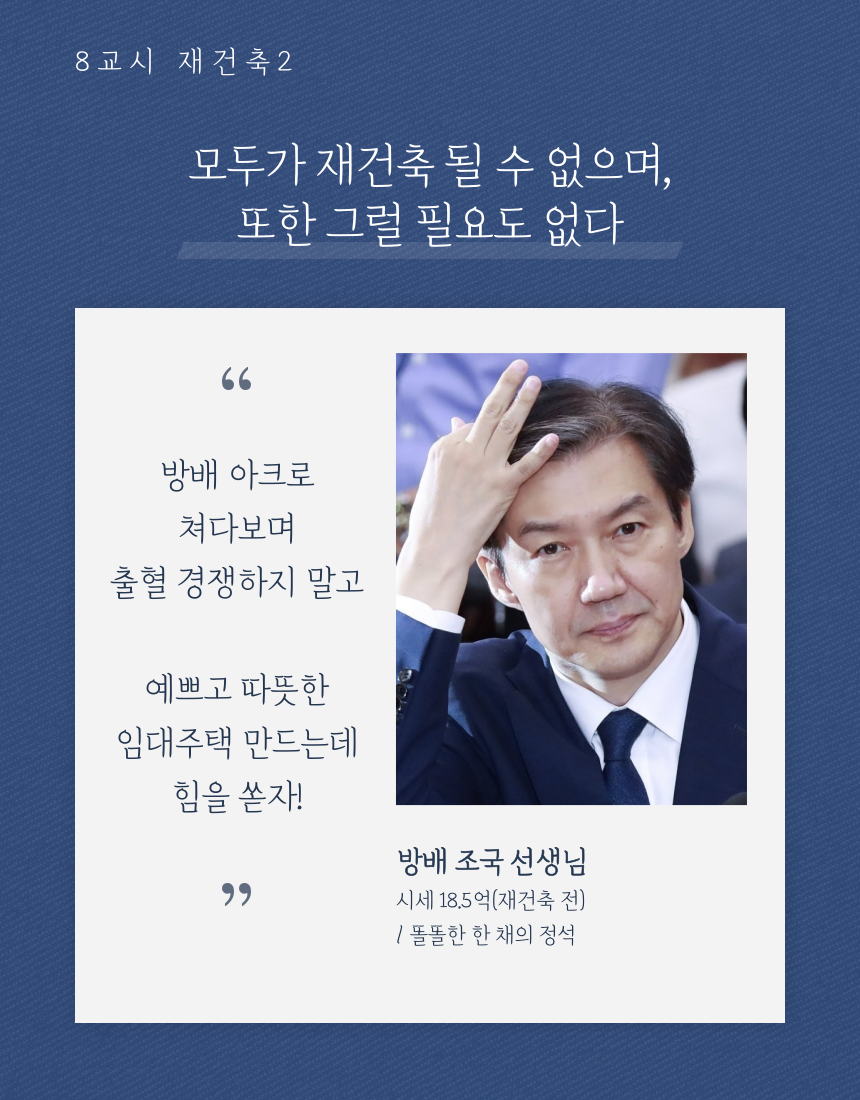 8교시 재건축2
모두가 재건축 될 수 없으며,
또한 그럴 필요도 없다
“
방배 아크로
쳐다보며
출혈 경쟁하지 말고
예쁘고 따뜻한
임대주택 만드는데
힘을 쏟자!
”
방배 조국 선생님
시세 18.5억(재건축 전)
/ 똘똘한 한 채의 정석